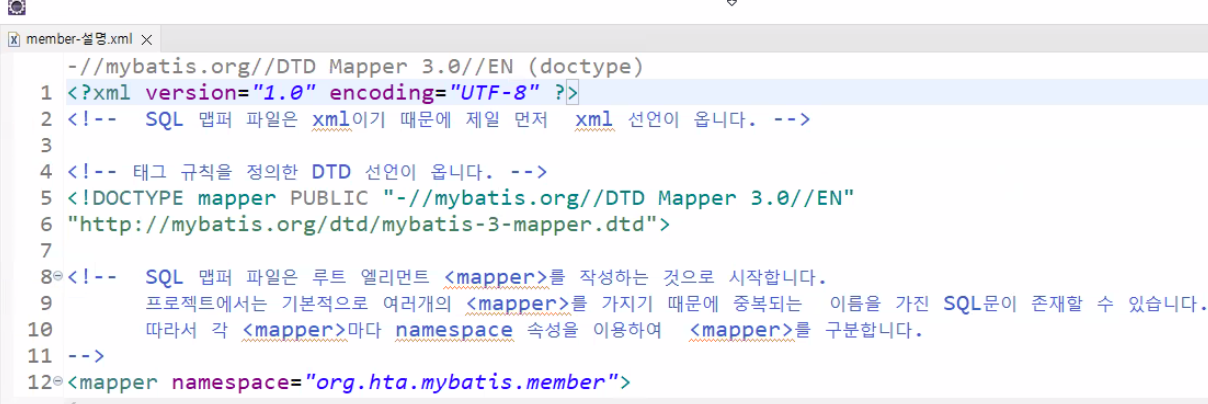 member-설명.xml
-//mybatis.org//DTD Mapper 3.0//EN (doctype)
1 <?xml version="1.0" encoding="UTF-8" ?>
2 <!--  SQL 맵퍼 파일은 xml이기 때문에 제일 먼저  xml 선언이 옵니다. -->
3
4 <!-- 태그 규칙을 정의한 DTD 선언이 옵니다. -->
5 <!DOCTYPE mapper PUBLIC "-//mybatis.org//DTD Mapper 3.0//EN"
6 "http://mybatis.org/dtd/mybatis-3-mapper.dtd">
7
8 <!--  SQL 맵퍼 파일은 루트 엘리먼트 <mapper>를 작성하는 것으로 시작합니다.
9       프로젝트에서는 기본적으로 여러개의 <mapper>를 가지기 때문에 중복되는  이름을 가진 SQL문이 존재할 수 있습니다.
10       따라서 각 <mapper>마다 namespace 속성을 이용하여  <mapper>를 구분합니다.
11 -->
12 <mapper namespace="org.hta.mybatis.member">